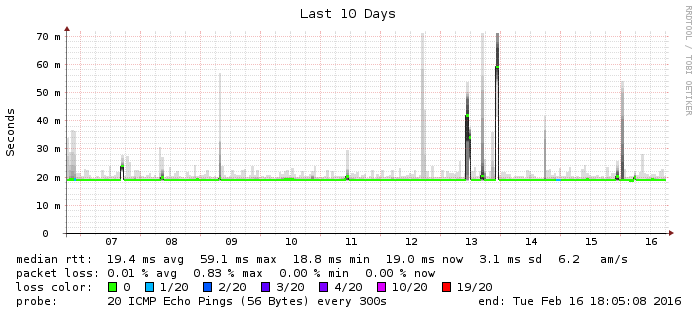 Last 10 Days
RRDTOOL / TOBI OETIKER
Seconds
70 m
60 m
50 m
40 m
30 m
20 m
10 m
0
07 08 09 10 11 12 13 14 15 16
median rtt: 19.4 ms avg 59.1 ms max 18.8 ms min 19.0 ms now 3.1 ms sd 6.2 am/s
packet loss: 0.01 % avg 0.83 % max 0.00 % min 0.00 % now
loss color: 0 1/20 2/20 3/20 4/20 10/20 19/20
probe: 20 ICMP Echo Pings (56 Bytes) every 300s end: Tue Feb 16 18:05:08 2016